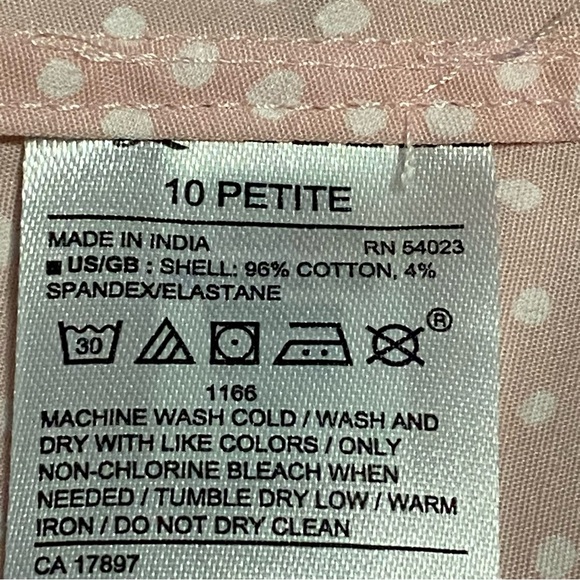 10 PETITE
MADE IN INDIA RN 54023
■ US/GB : SHELL: 96% COTTON, 4%
SPANDEX/ELASTANE
30 ®
1166
MACHINE WASH COLD / WASH AND
DRY WITH LIKE COLORS / ONLY
NON-CHLORINE BLEACH WHEN
NEEDED / TUMBLE DRY LOW / WARM
IRON / DO NOT DRY CLEAN
CA 17897